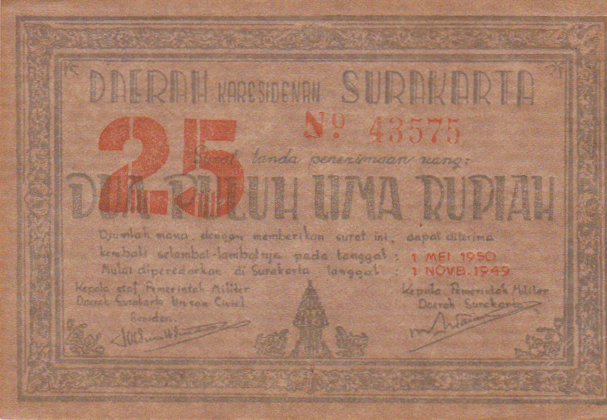 DAERAH KARESIDENAN SURAKARTA
25
Nº 43575
Surat tanda penerimaan uang:
DUA PULUH LIMA RUPIAH
Djumlah mana, dengan memberikan surat ini, dapat diterima
kembali selambat-lambatnja pada tanggal : 1 MEI 1950
Mulai diperedarkan di Surakarta, tanggal : 1 NOVB. 1949
Kepala staf Pemerintah Militer
Daerah Surakarta Urusan Civiel.
Kepala Pemerintah Militer
Daerah Surakarta